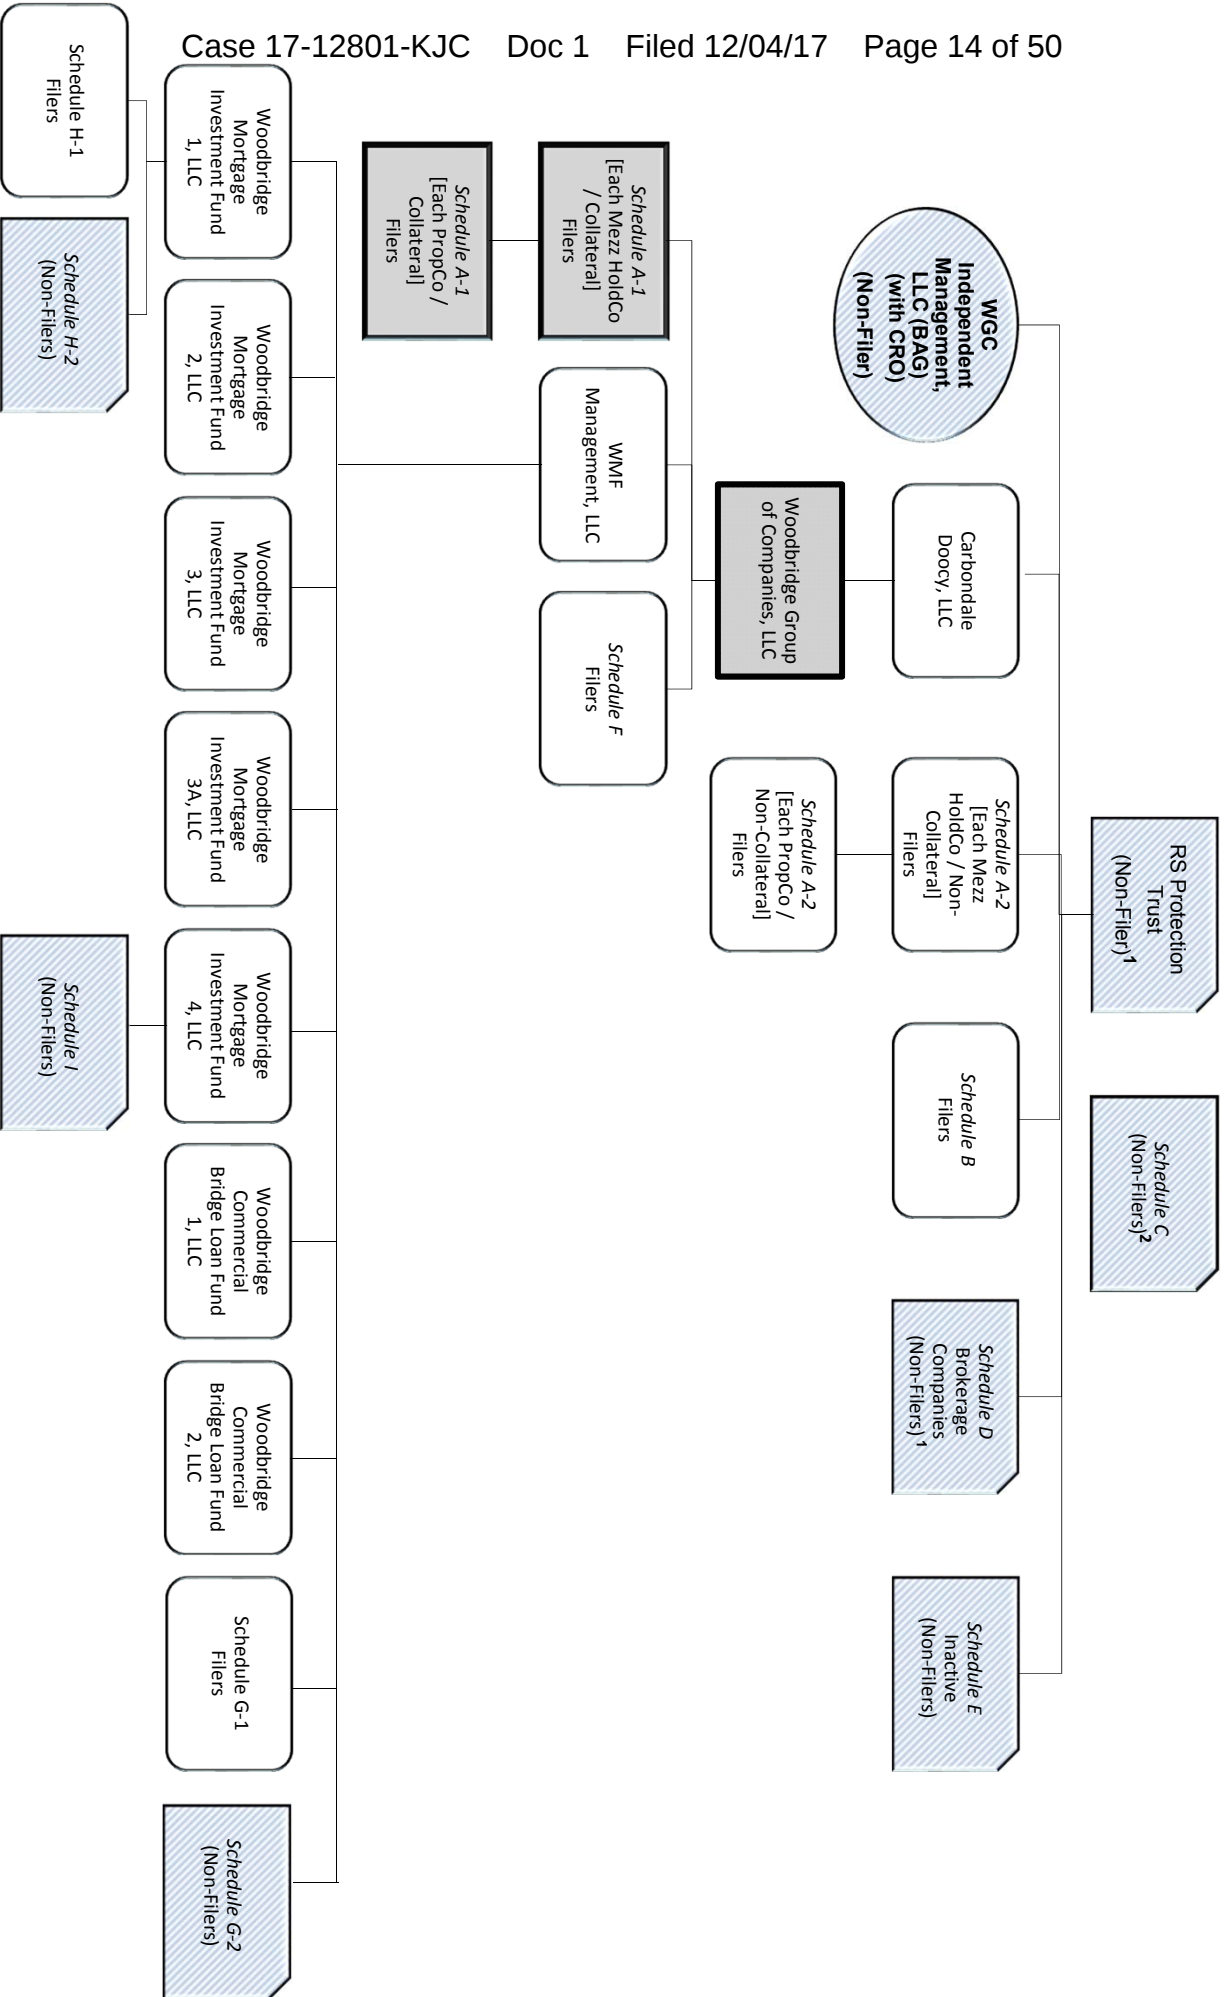 Case 17-12801-KJC Doc 1 Filed 12/04/17 Page 14 of 50
RS Protection
Trust
(Non-Filer)1
Schedule C
(Non-Filers)2
WGC
Independent
Management,
LLC (BAG)
(with CRO)
(Non-Filer)
Carbondale
Doocy, LLC
Schedule A-2
[Each Mezz
HoldCo / Non-
Collateral]
Filers
Schedule B
Filers
Schedule D
Brokerage
Companies
(Non-Filers) 1
Schedule E
Inactive
(Non-Filers)
Woodbridge Group
of Companies, LLC
Schedule A-2
[Each PropCo /
Non-Collateral]
Filers
Schedule A-1
[Each Mezz HoldCo
/ Collateral]
Filers
WMF
Management, LLC
Schedule F
Filers
Schedule A-1
[Each PropCo /
Collateral]
Filers
Woodbridge
Mortgage
Investment Fund
1, LLC
Woodbridge
Mortgage
Investment Fund
2, LLC
Woodbridge
Mortgage
Investment Fund
3, LLC
Woodbridge
Mortgage
Investment Fund
3A, LLC
Woodbridge
Mortgage
Investment Fund
4, LLC
Woodbridge
Commercial
Bridge Loan Fund
1, LLC
Woodbridge
Commercial
Bridge Loan Fund
2, LLC
Schedule G-1
Filers
Schedule G-2
(Non-Filers)
Schedule H-1
Filers
Schedule H-2
(Non-Filers)
Schedule I
(Non-Filers)